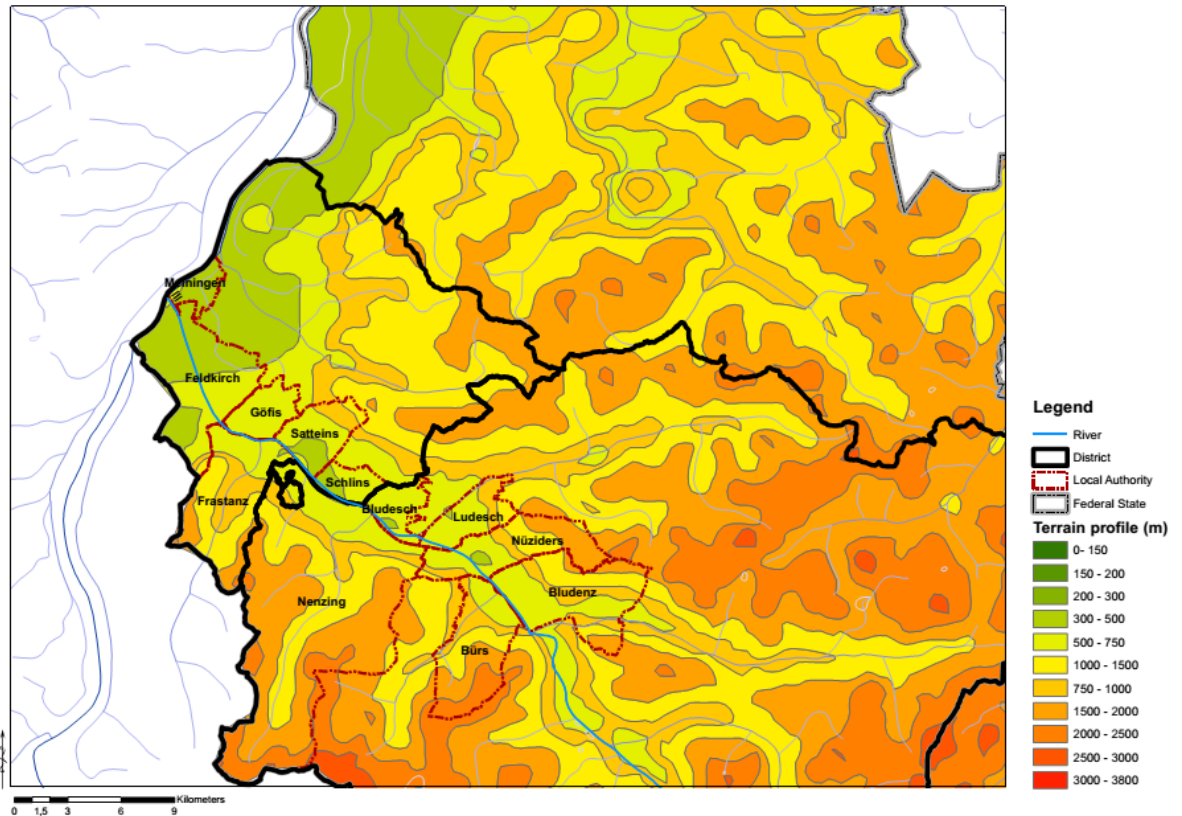 Meiningen
Feldkirch
Göfis
Satteins
Schlins
Frastanz
Bludesch
Ludesch
Nüziders
Bludenz
Nenzing
Bürs
Legend
River
District
Local Authority
Federal State
Terrain profile (m)
0- 150
150 - 200
200 - 300
300 - 500
500 - 750
1000 - 1500
750 - 1000
1500 - 2000
2000 - 2500
2500 - 3000
3000 - 3800
Kilometers
0 1,5 3 6 9